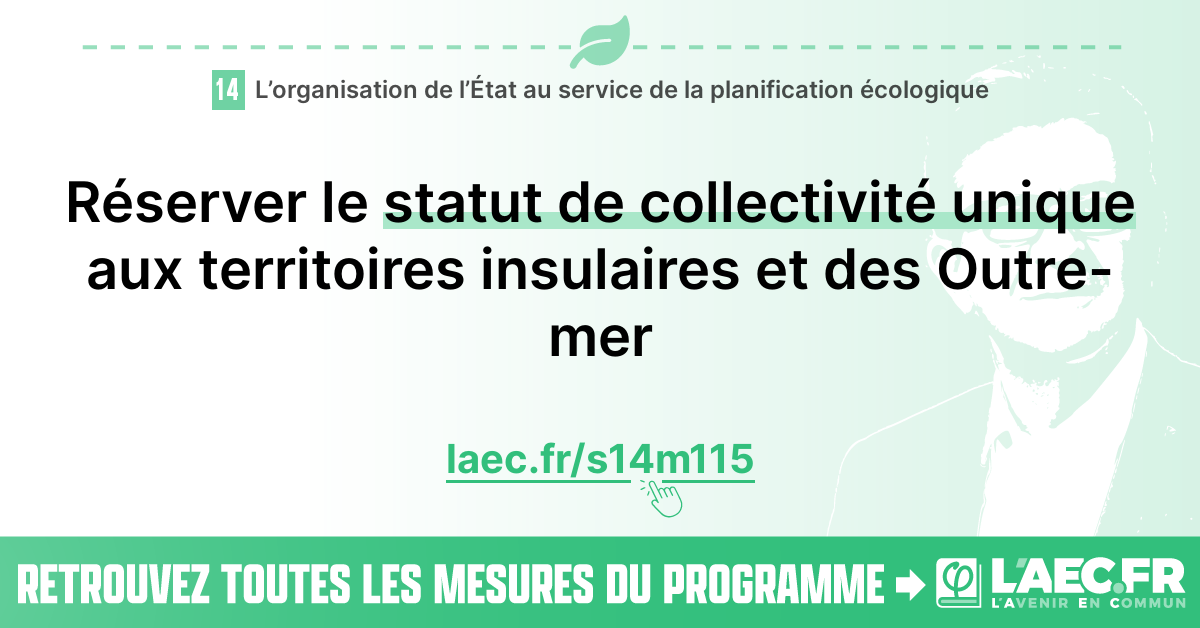 14 L’organisation de l’État au service de la planification écologique
Réserver le statut de collectivité unique
aux territoires insulaires et des Outre-
mer
laec.fr/s14m115
RETROUVEZ TOUTES LES MESURES DU PROGRAMME
φ L'AEC.FR
L'AVENIR EN COMMUN